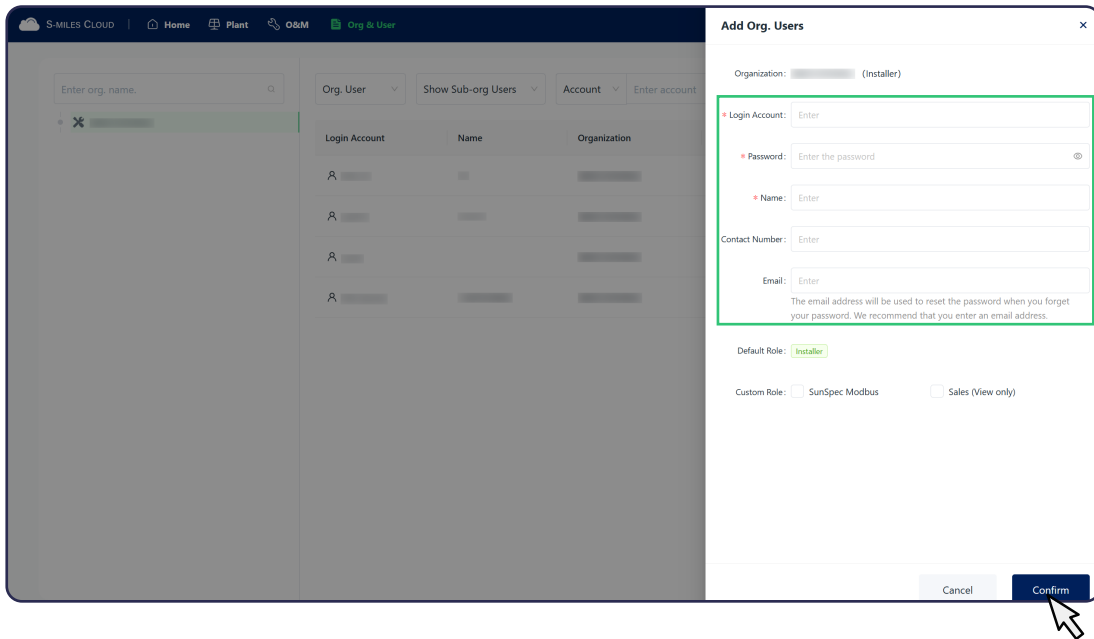 S-MILES CLOUD | Home Plant O&M Org & User
Enter org. name.
Org. User Show Sub-org Users Account Enter account
Login Account Name Organization
Add Org. Users
Organization: (Installer)
* Login Account: Enter
* Password: Enter the password
* Name: Enter
Contact Number: Enter
Email: Enter
The email address will be used to reset the password when you forget
your password. We recommend that you enter an email address.
Default Role: Installer
Custom Role: SunSpec Modbus Sales (View only)
Cancel Confirm